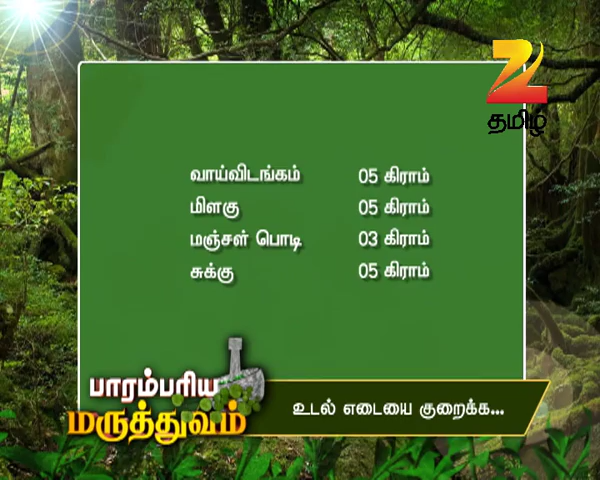 தமிழ்
வாய்விடங்கம் 05 கிராம்
மிளகு 05 கிராம்
மஞ்சள் பொடி 03 கிராம்
சுக்கு 05 கிராம்
பாரம்பரிய
மருத்துவம்
உடல் எடையை குறைக்க...